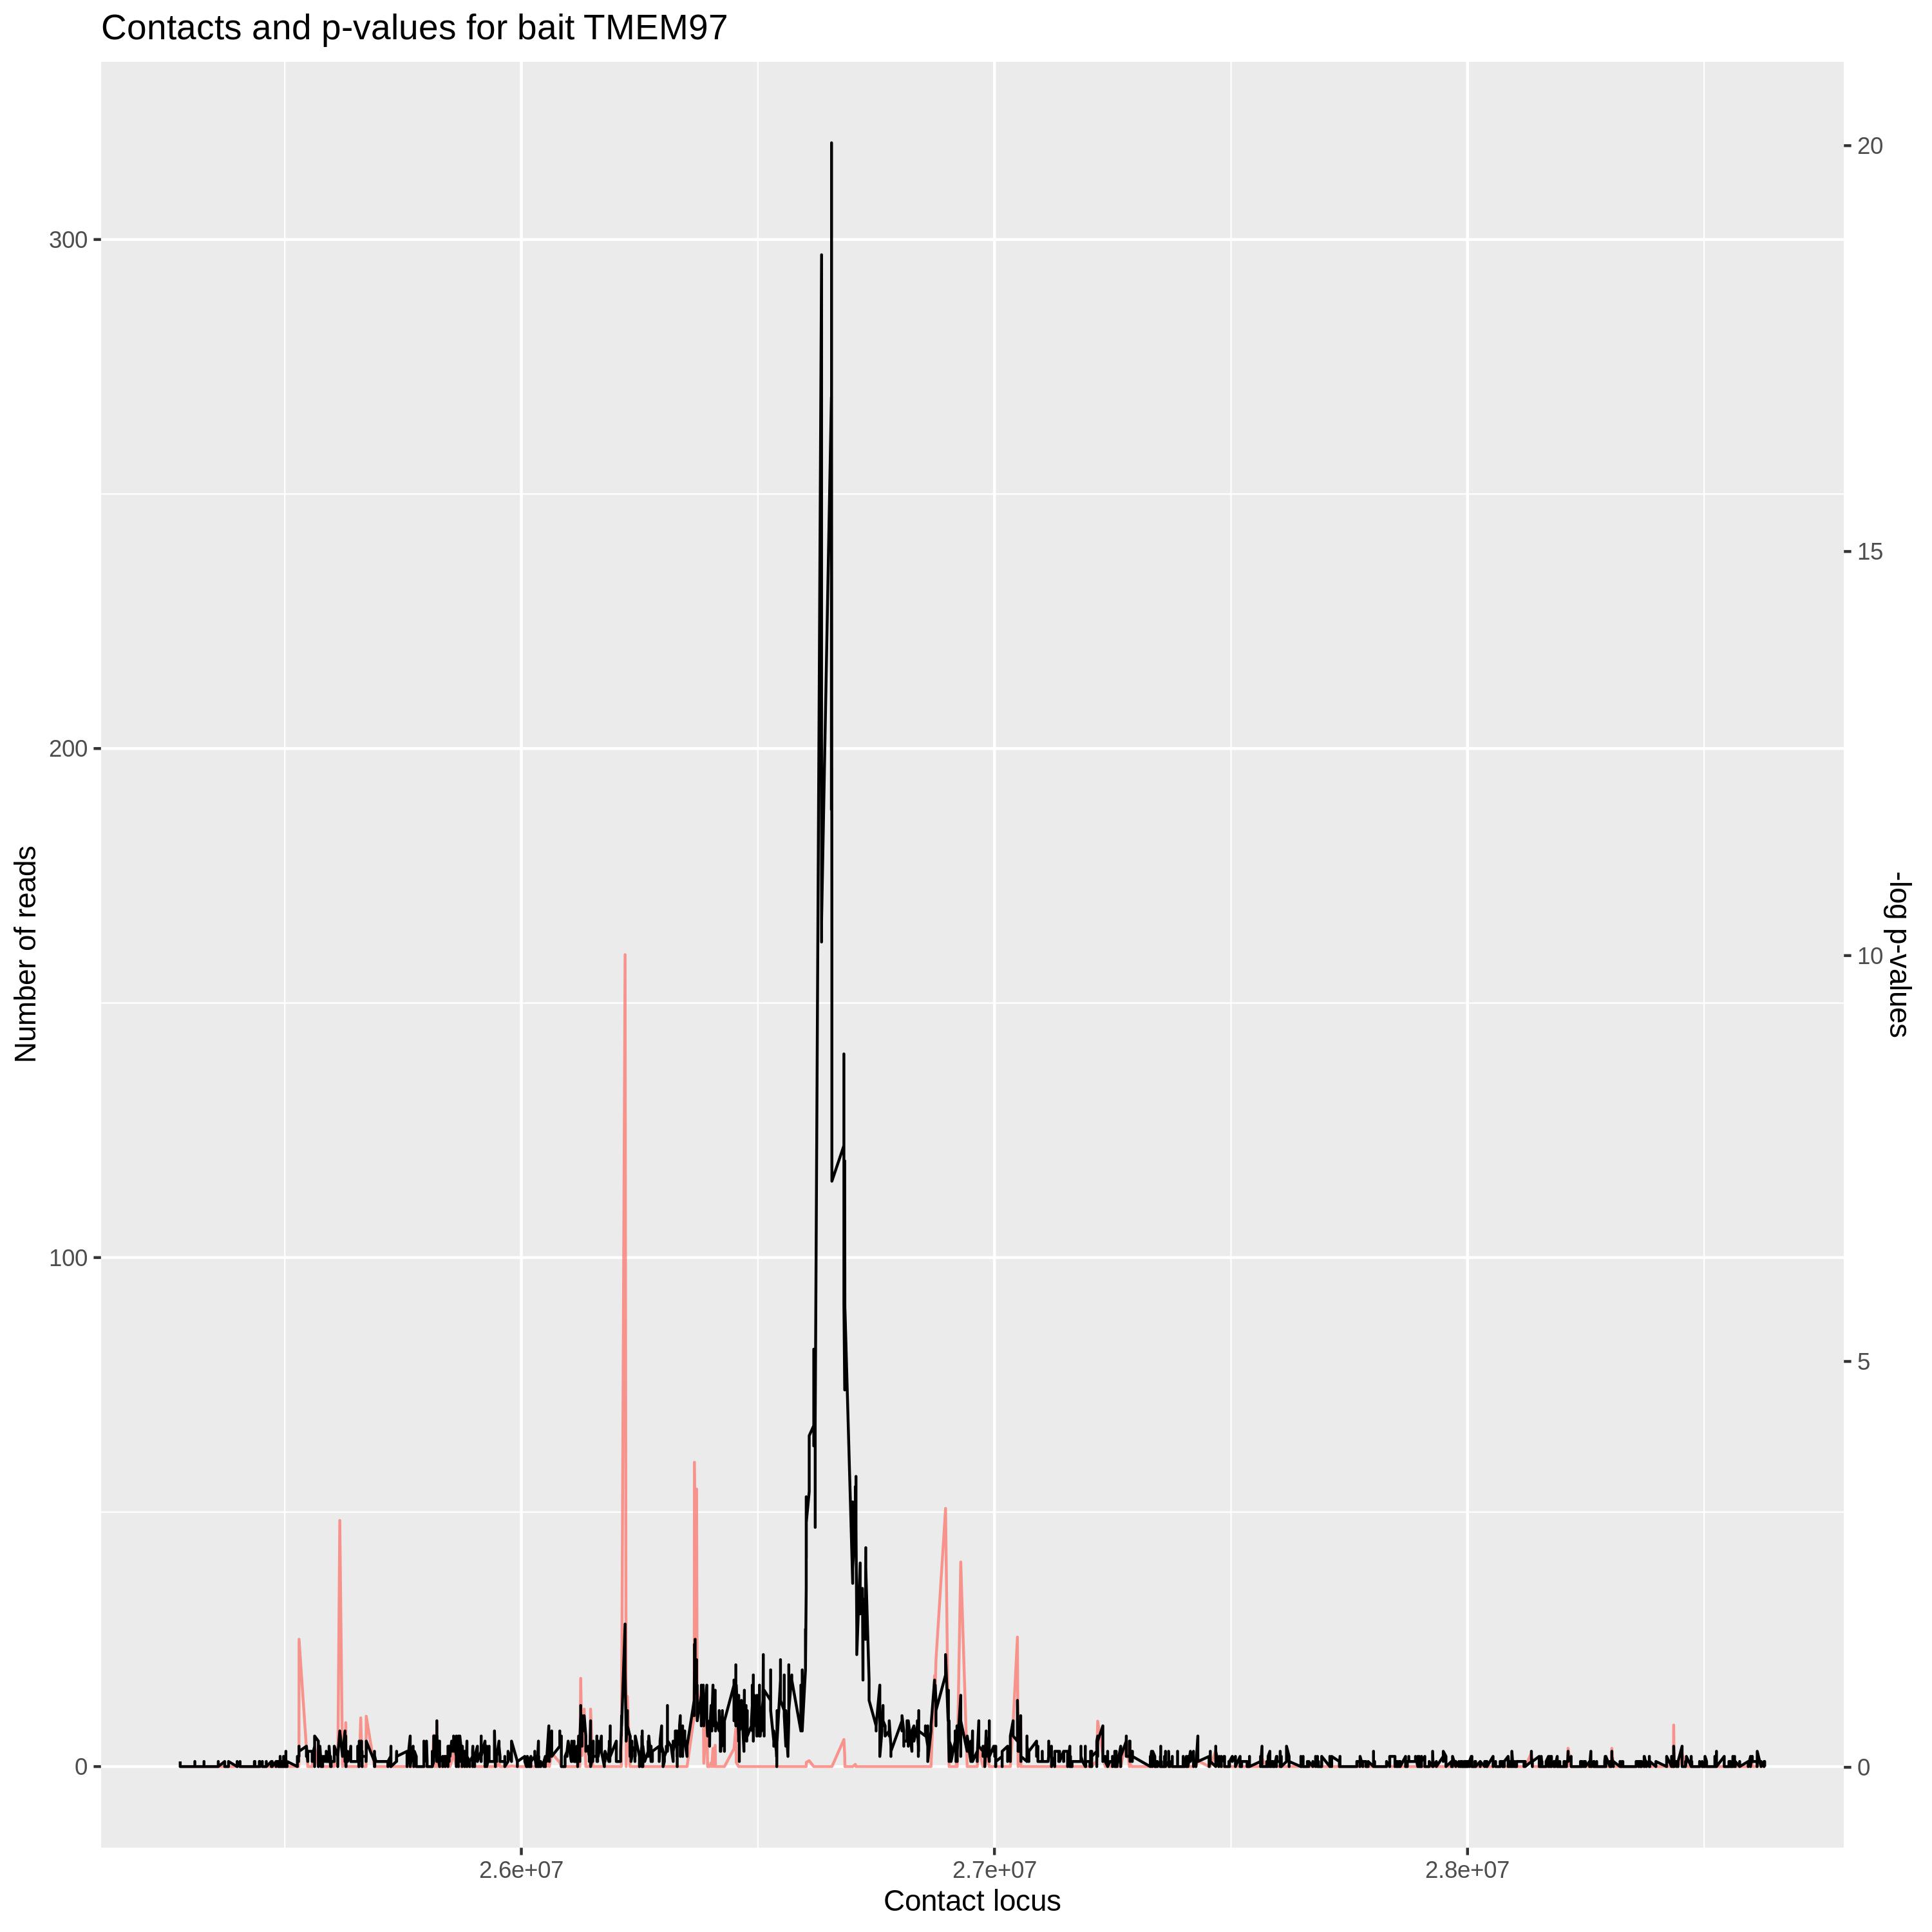 Contacts and p-values for bait TMEM97
300
200
100
0
Number of reads
20
15
10
5
0
-log p-values
2.6e+07
2.7e+07
2.8e+07
Contact locus